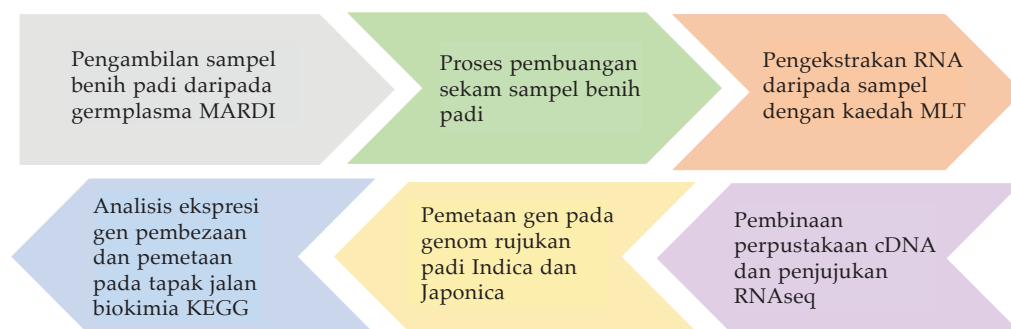 Pengambilan sampel
benih padi daripada
germplasma MARDI
Proses pembuangan
sekam sampel benih
padi
Pengekstrakan RNA
daripada sampel
dengan kaedah MLT
Pembinaan
perpustakaan cDNA
dan penjujukan
RNAseq
Pemetaan gen pada
genom rujukan
padi Indica dan
Japonica
Analisis ekspresi
gen pembezaan
dan pemetaan
pada tapak jalan
biokimia KEGG